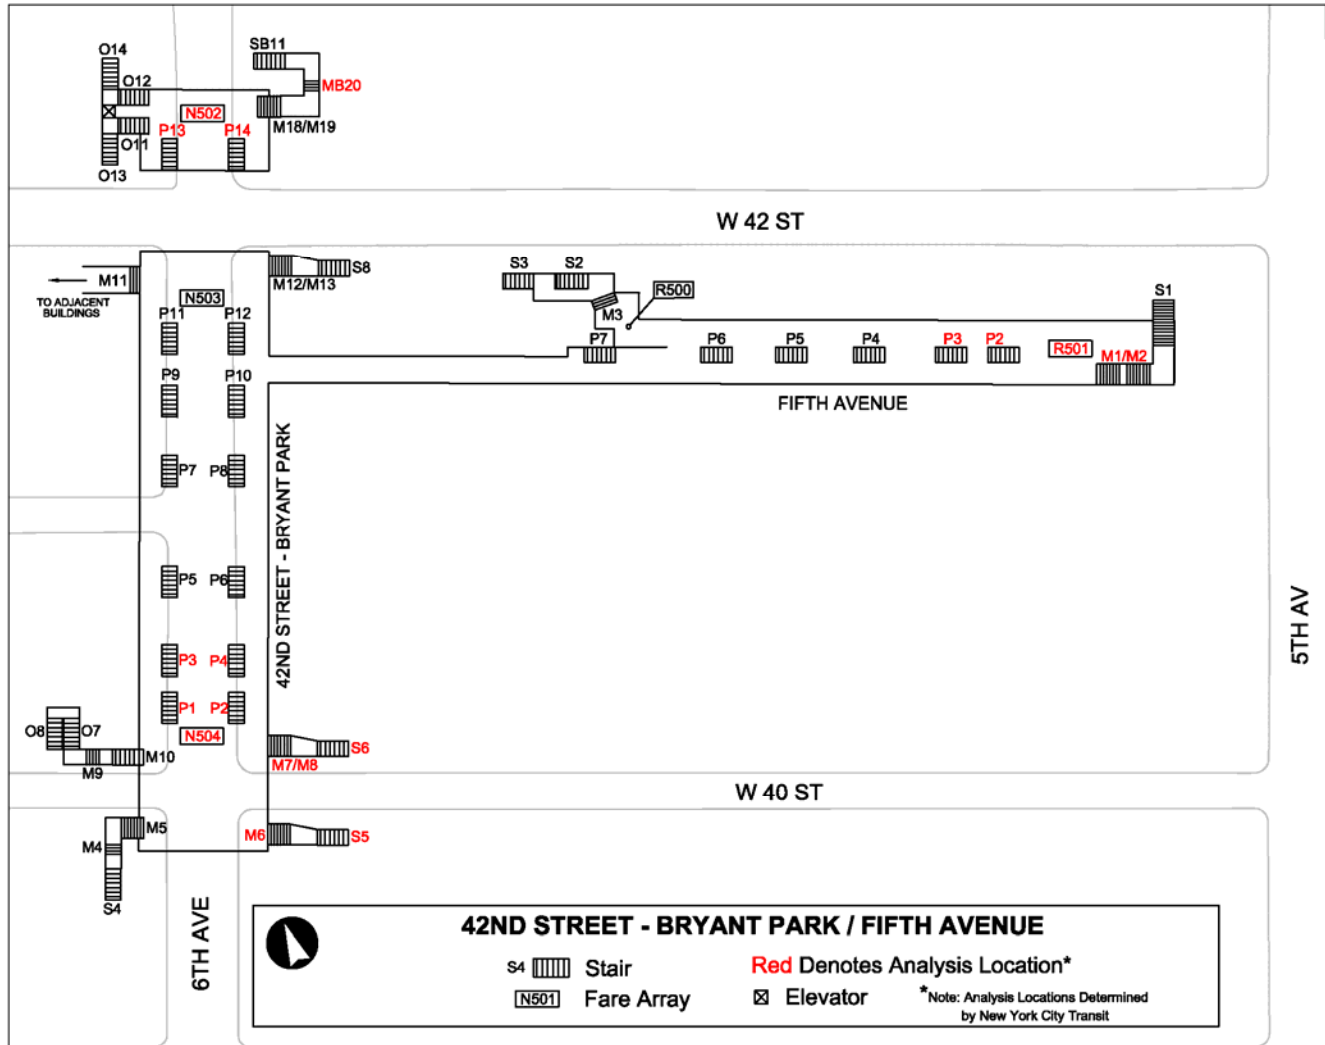 O14
SB11
O12
MB20
N502
P13
P14
M18/M19
O11
O13
W 42 ST
M11
TO ADJACENT
BUILDINGS
N503
M12/M13
S8
S3
S2
R500
S1
M3
P11
P12
P7
P6
P5
P4
P3
P2
R501
M1/M2
P9
P10
FIFTH AVENUE
P7
P8
42ND STREET - BRYANT PARK
P5
P6
5TH AV
P3
P4
P1
P2
O8
O7
N504
S6
M9
M10
M7/M8
W 40 ST
M5
M6
S5
M4
S4
6TH AVE
42ND STREET - BRYANT PARK / FIFTH AVENUE
S4 Stair
Red Denotes Analysis Location*
N501 Fare Array
Elevator
*Note: Analysis Locations Determined
by New York City Transit